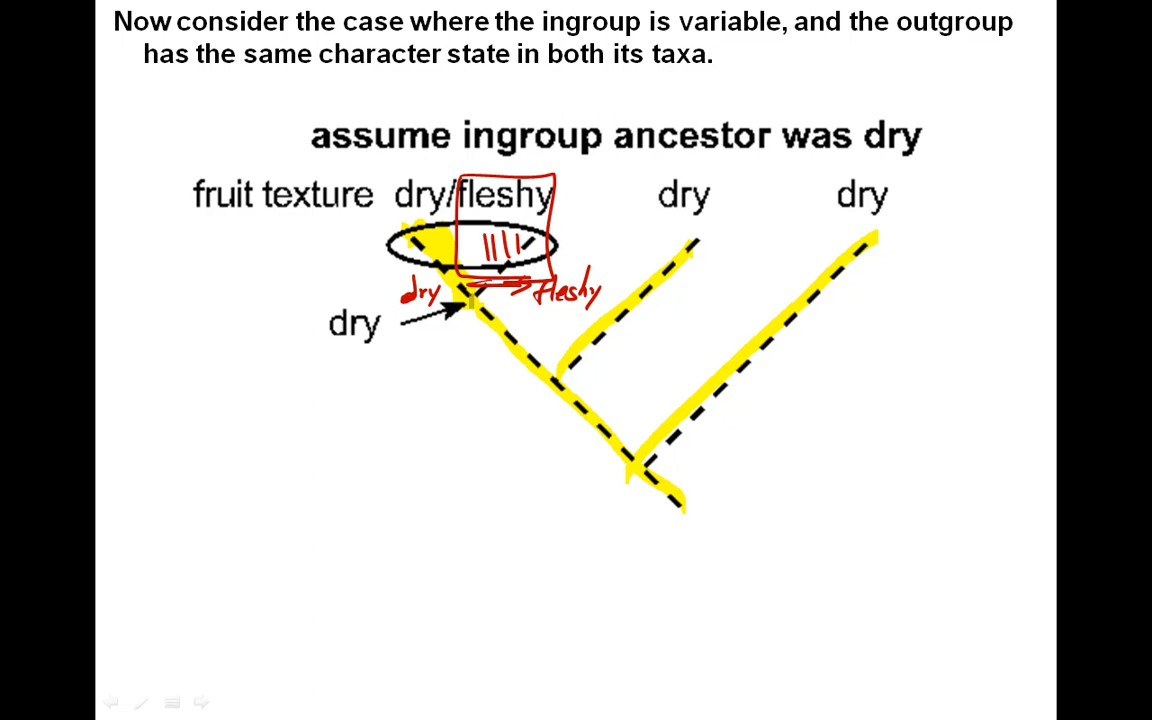 Now consider the case where the ingroup is variable, and the outgroup
has the same character state in both its taxa.
assume ingroup ancestor was dry
fruit texture dry/fleshy dry dry
dry fleshy
dry